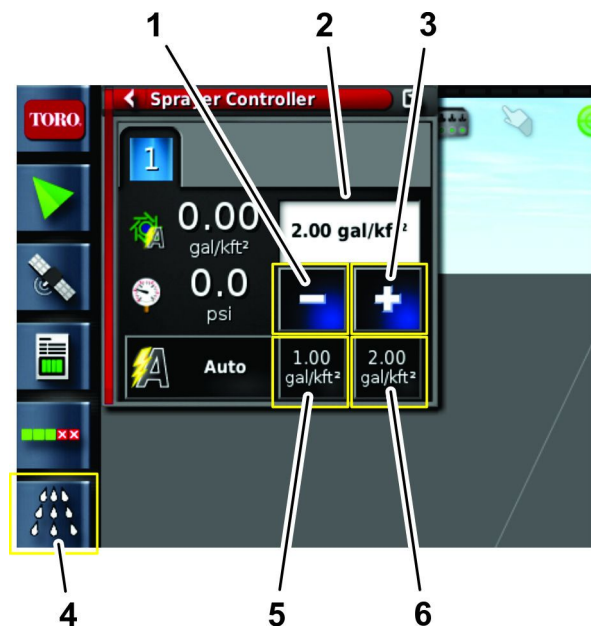 1
2
3
TORO.
Sprayer Controller
1
0.00
gal/kft²
2.00 gal/kft²
0.0
psi
Auto
1.00
gal/kft²
2.00
gal/kft²
4
5
6